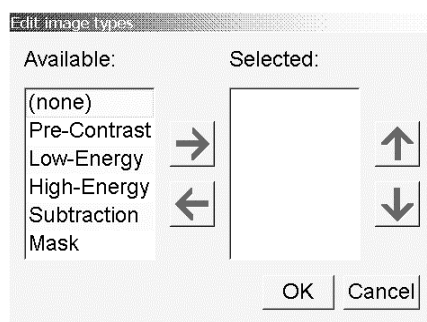 Edit image types
Available:
Selected:
(none)
Pre-Contrast
Low-Energy
High-Energy
Subtraction
Mask
OK
Cancel